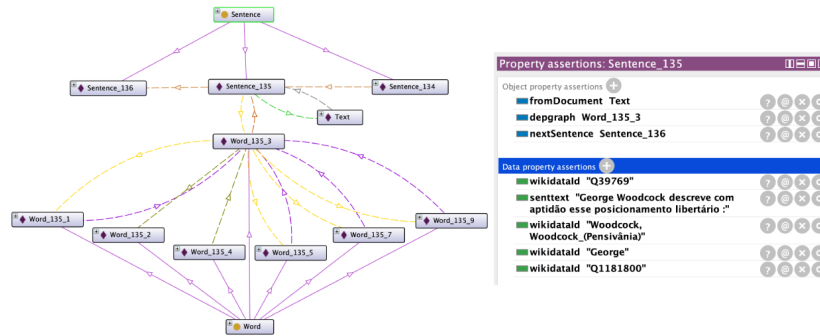 Sentence
Sentence_136
Sentence_135
Sentence_134
Text
Word_135_3
Word_135_1
Word_135_2
Word_135_4
Word_135_5
Word_135_7
Word_135_9
Word
Property assertions: Sentence_135
Object property assertions
fromDocument Text
depgraph Word_135_3
nextSentence Sentence_136
Data property assertions
wikidataId "Q39769"
senttext "George Woodcock descreve com
aptidão esse posicionamento libertário :"
wikidataId "Woodcock,
Woodcock_(Pensivânia)"
wikidataId "George"
wikidataId "Q1181800"